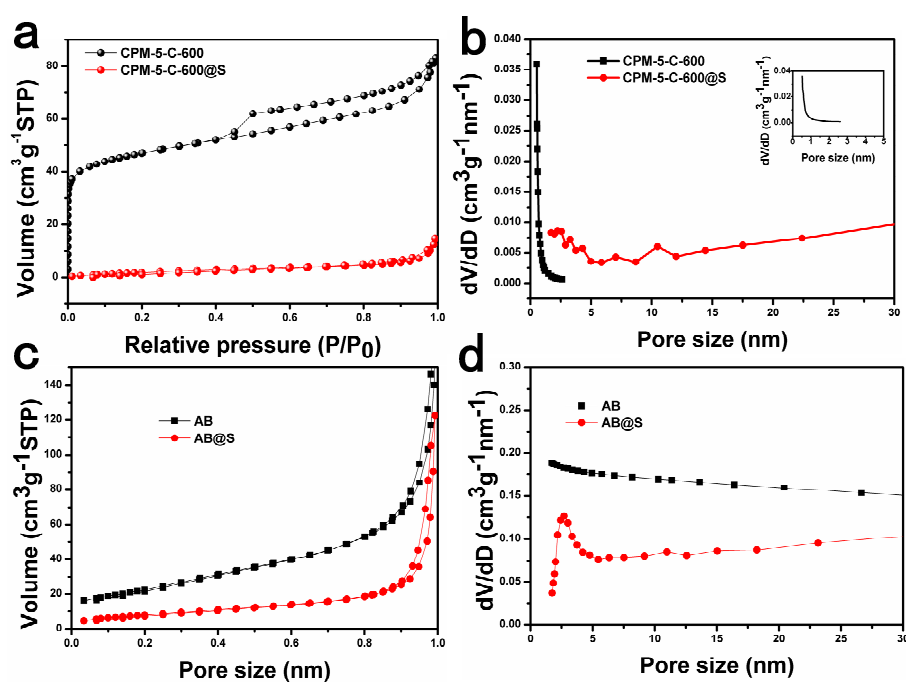 a
CPM-5-C-600
CPM-5-C-600@S
Volume (cm3g-1STP)
80
60
40
20
0
0.0 0.2 0.4 0.6 0.8 1.0
Relative pressure (P/P0)
b
CPM-5-C-600
CPM-5-C-600@S
dV/dD (cm3g-1nm-1)
0.040
0.035
0.030
0.025
0.020
0.015
0.010
0.005
0.000
0 5 10 15 20 25 30
Pore size (nm)
dV/dD (cm3g-1nm-1)
0.04
0.02
0.00
0 1 2 3 4 5
Pore size (nm)
c
AB
AB@S
Volume (cm3g-1STP)
140
120
100
80
60
40
20
0
0.0 0.2 0.4 0.6 0.8 1.0
Pore size (nm)
d
AB
AB@S
dV/dD (cm3g-1nm-1)
0.30
0.25
0.20
0.15
0.10
0.05
0.00
0 5 10 15 20 25 30
Pore size (nm)